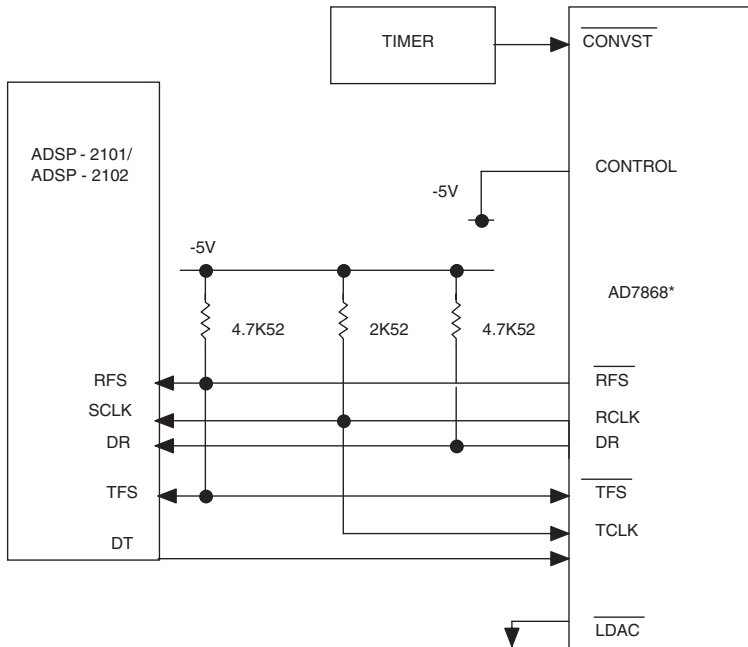 TIMER
CONVST
ADSP - 2101/
ADSP - 2102
CONTROL
-5V
-5V
AD7868*
4.7K52
2K52
4.7K52
RFS
RFS
SCLK
RCLK
DR
DR
TFS
TFS
TCLK
DT
LDAC